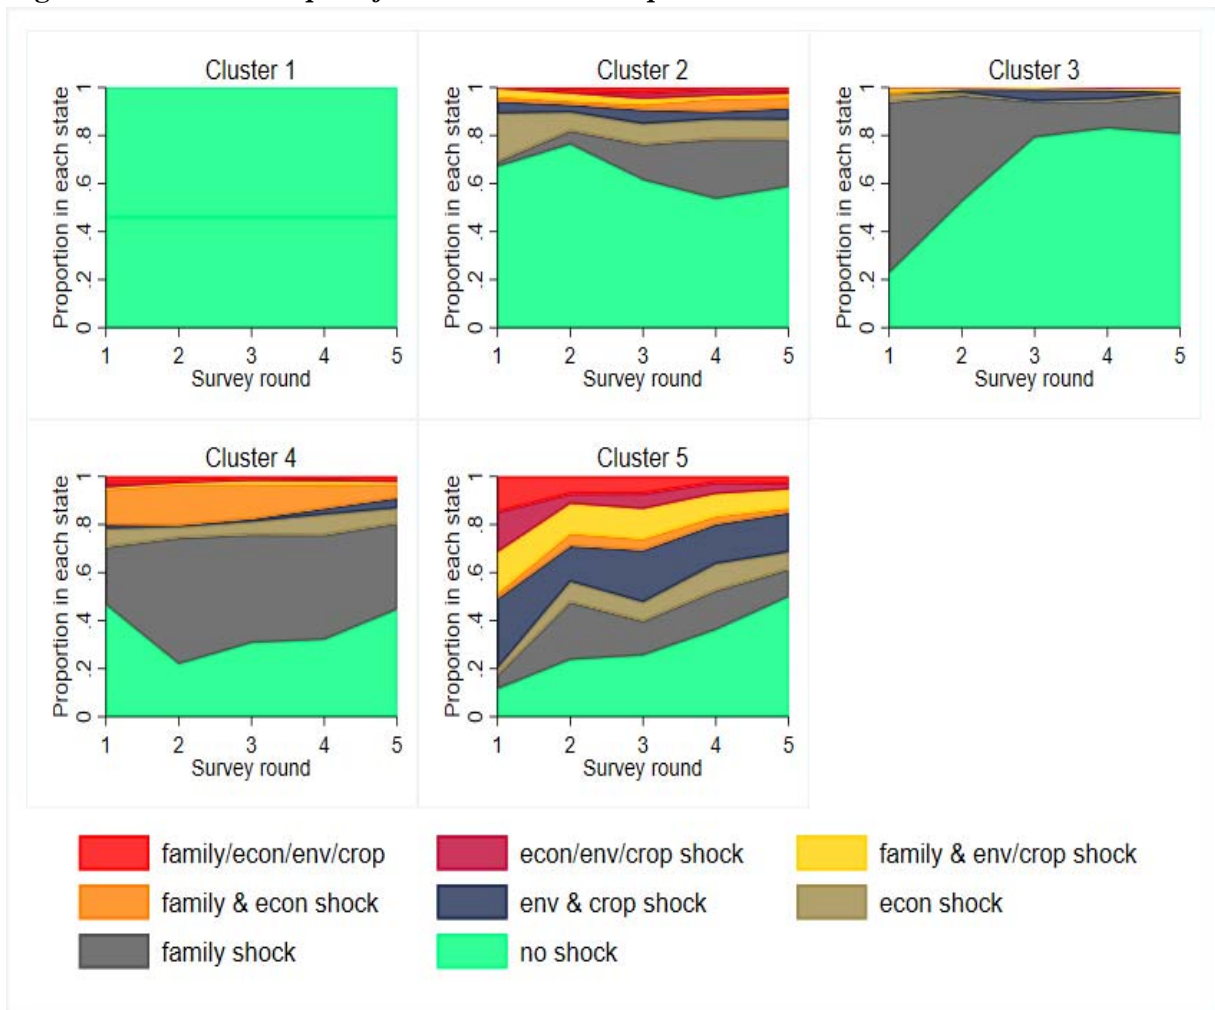 Cluster 1
Proportion in each state
0 .2 .4 .6 .8 1
1 2 3 4 5
Survey round
Cluster 2
Proportion in each state
0 .2 .4 .6 .8 1
1 2 3 4 5
Survey round
Cluster 3
Proportion in each state
0 .2 .4 .6 .8 1
1 2 3 4 5
Survey round
Cluster 4
Proportion in each state
0 .2 .4 .6 .8 1
1 2 3 4 5
Survey round
Cluster 5
Proportion in each state
0 .2 .4 .6 .8 1
1 2 3 4 5
Survey round
family/econ/env/crop econ/env/crop shock family & env/crop shock
family & econ shock env & crop shock econ shock
family shock no shock